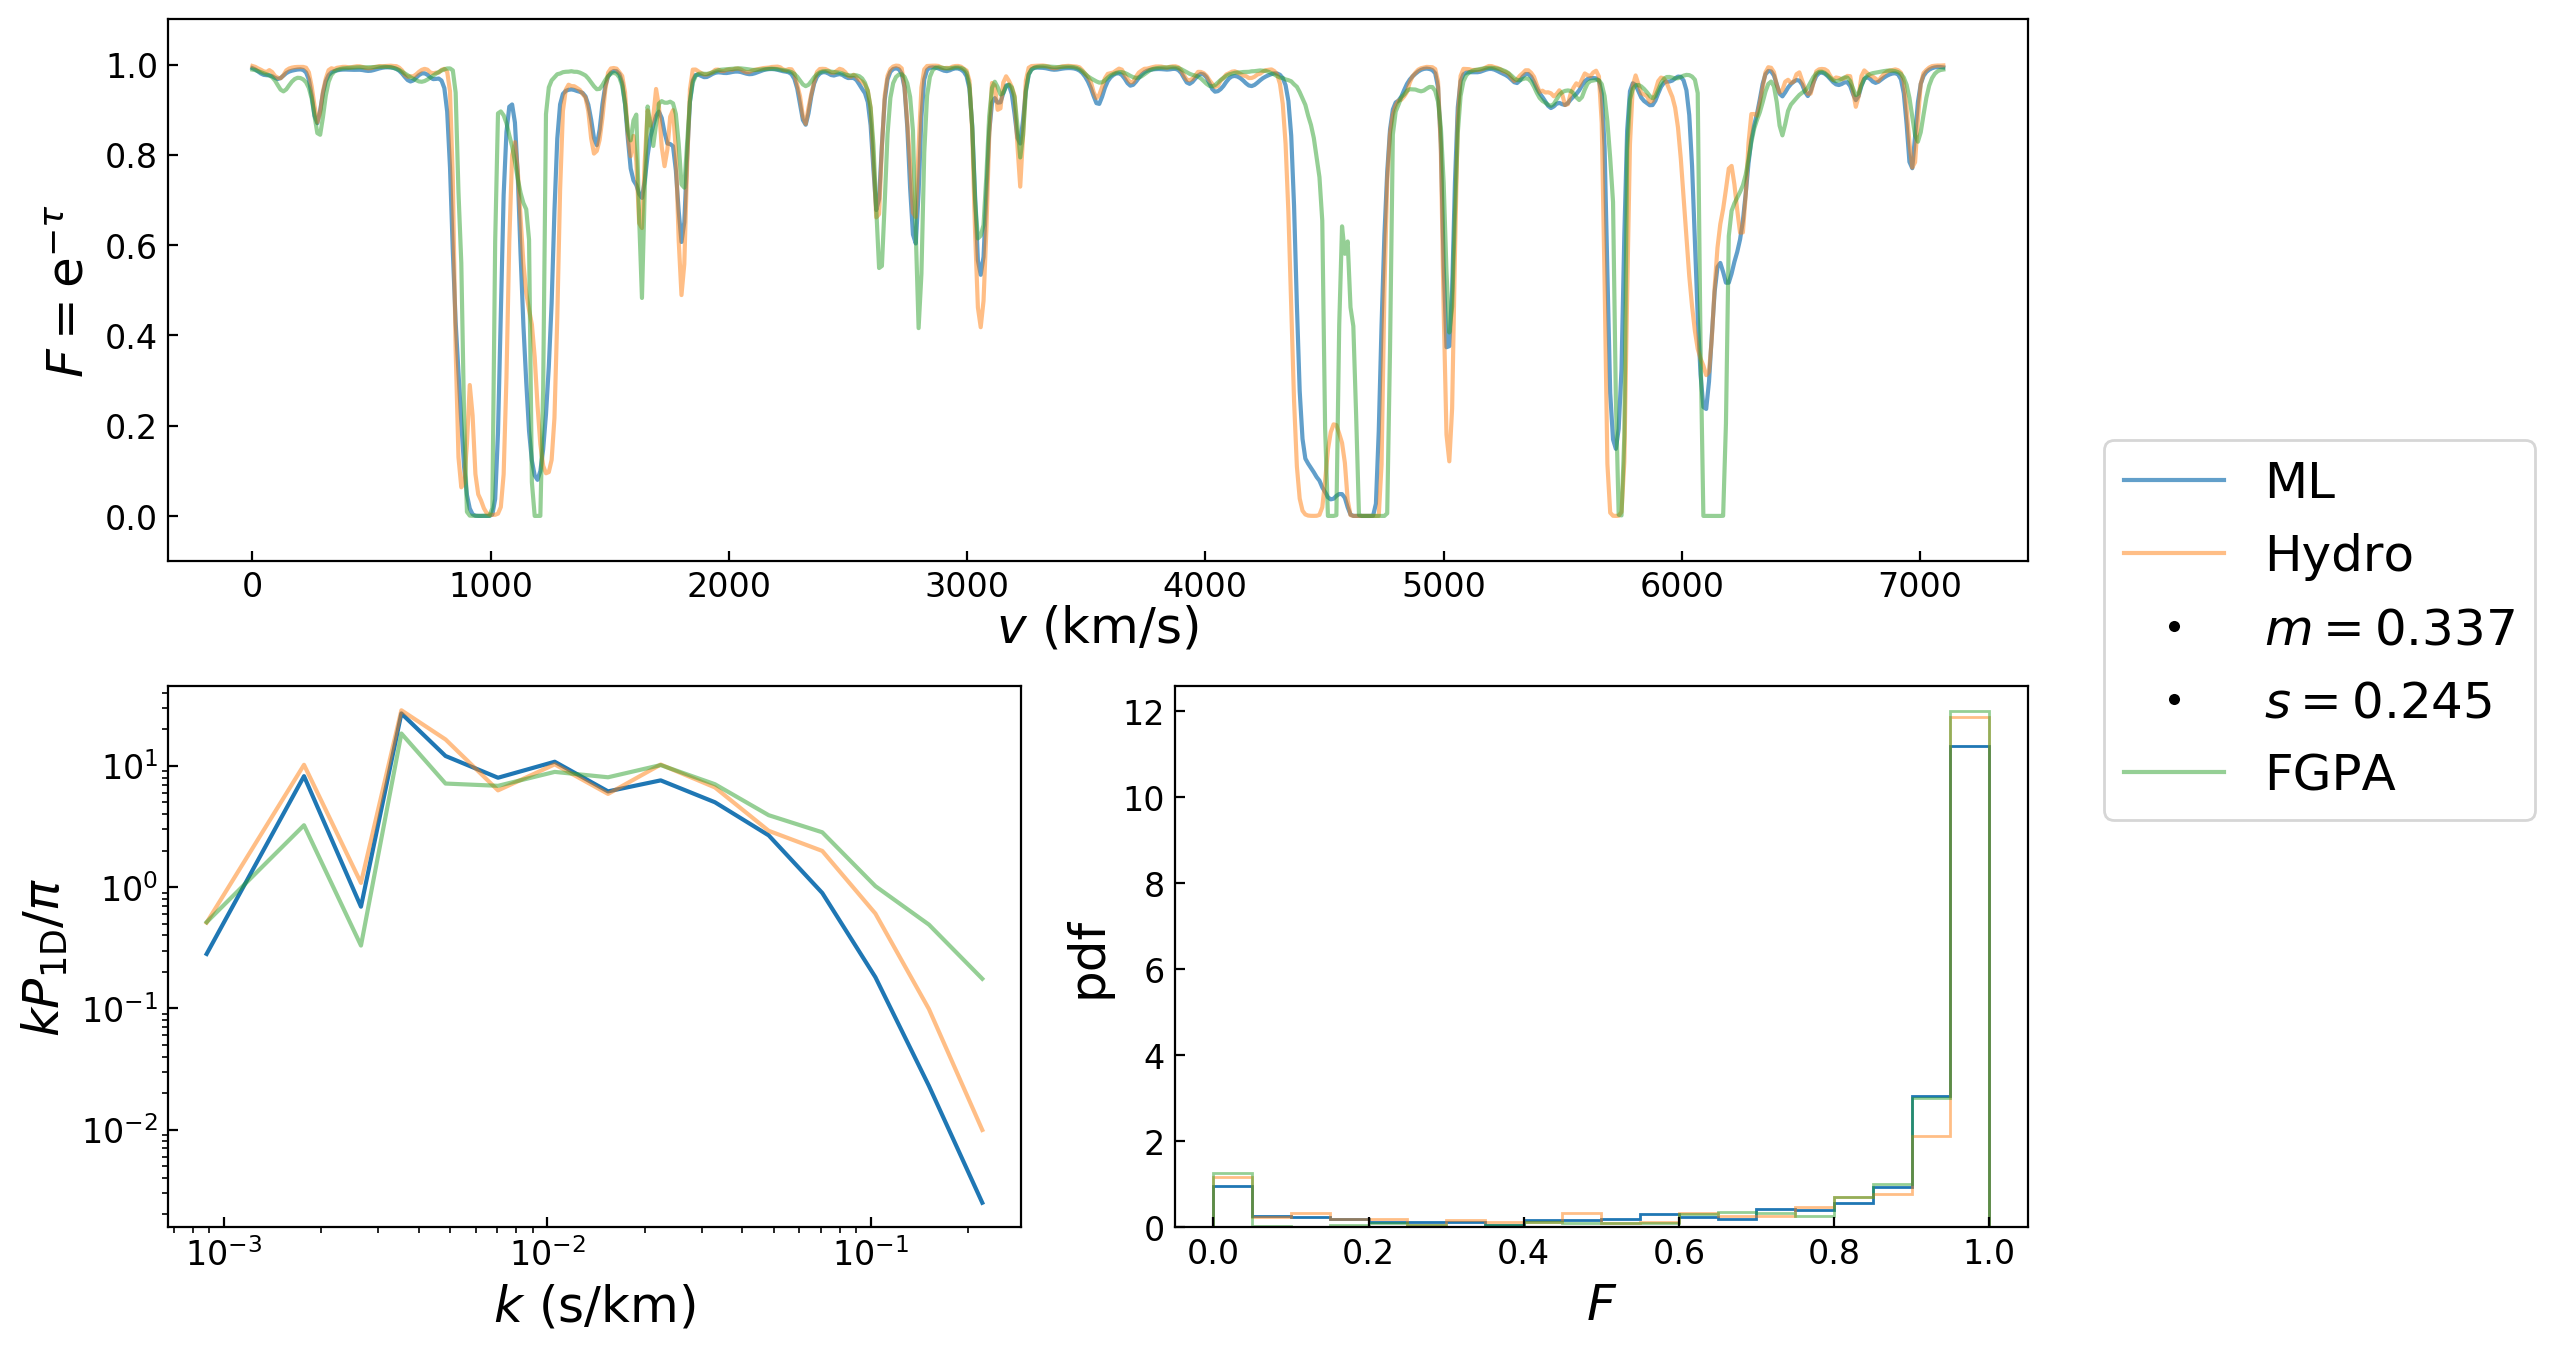 1.0
0.8
0.6
0.4
0.2
0.0
F = e^{−τ}
0 1000 2000 3000 4000 5000 6000 7000
v (km/s)
ML
Hydro
m = 0.337
s = 0.245
FGPA
10^1
10^0
10^{−1}
10^{−2}
kP_{1D}/π
10^{−3} 10^{−2} 10^{−1}
k (s/km)
12
10
8
6
4
2
0
pdf
0.0 0.2 0.4 0.6 0.8 1.0
F